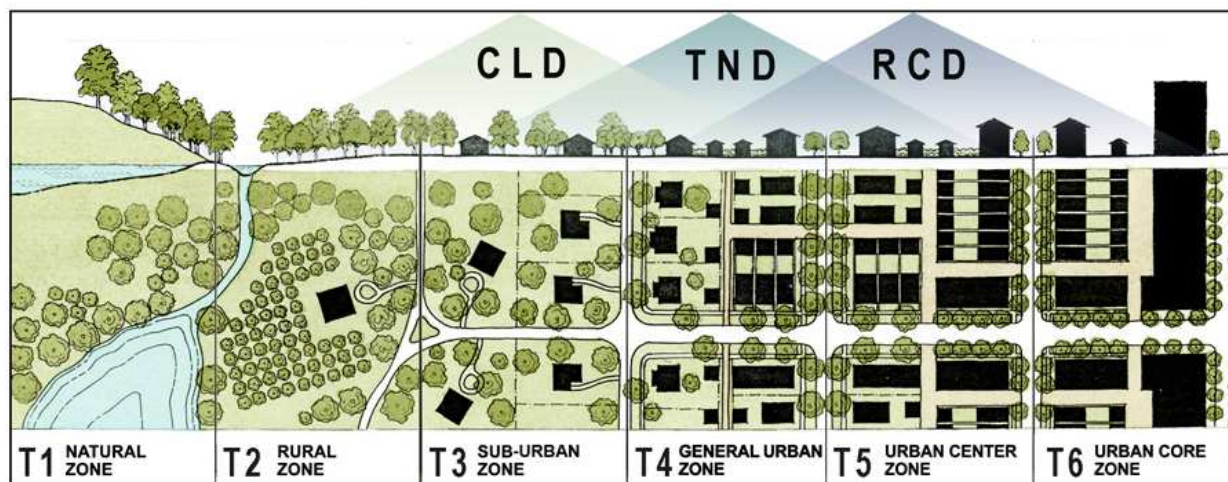 CLD TND RCD
T1 NATURAL ZONE
T2 RURAL ZONE
T3 SUB-URBAN ZONE
T4 GENERAL URBAN ZONE
T5 URBAN CENTER ZONE
T6 URBAN CORE ZONE